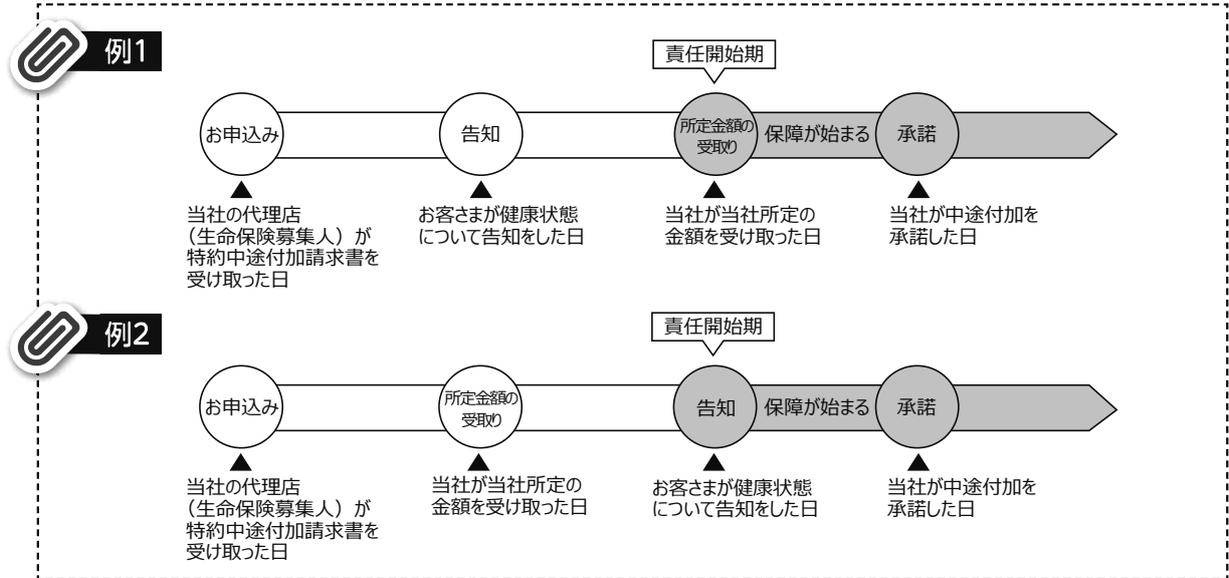 例1
責任開始期
お申込み
告知
所定金額の
受取り
保障が始まる
承諾
当社の代理店
（生命保険募集人）が
特約中途付加請求書を
受け取った日
お客さまが健康状態
について告知をした日
当社が当社所定の
金額を受け取った日
当社が中途付加を
承諾した日
例2
責任開始期
お申込み
所定金額の
受取り
告知
保障が始まる
承諾
当社の代理店
（生命保険募集人）が
特約中途付加請求書を
受け取った日
当社が当社所定の
金額を受け取った日
お客さまが健康状態
について告知をした日
当社が中途付加を
承諾した日